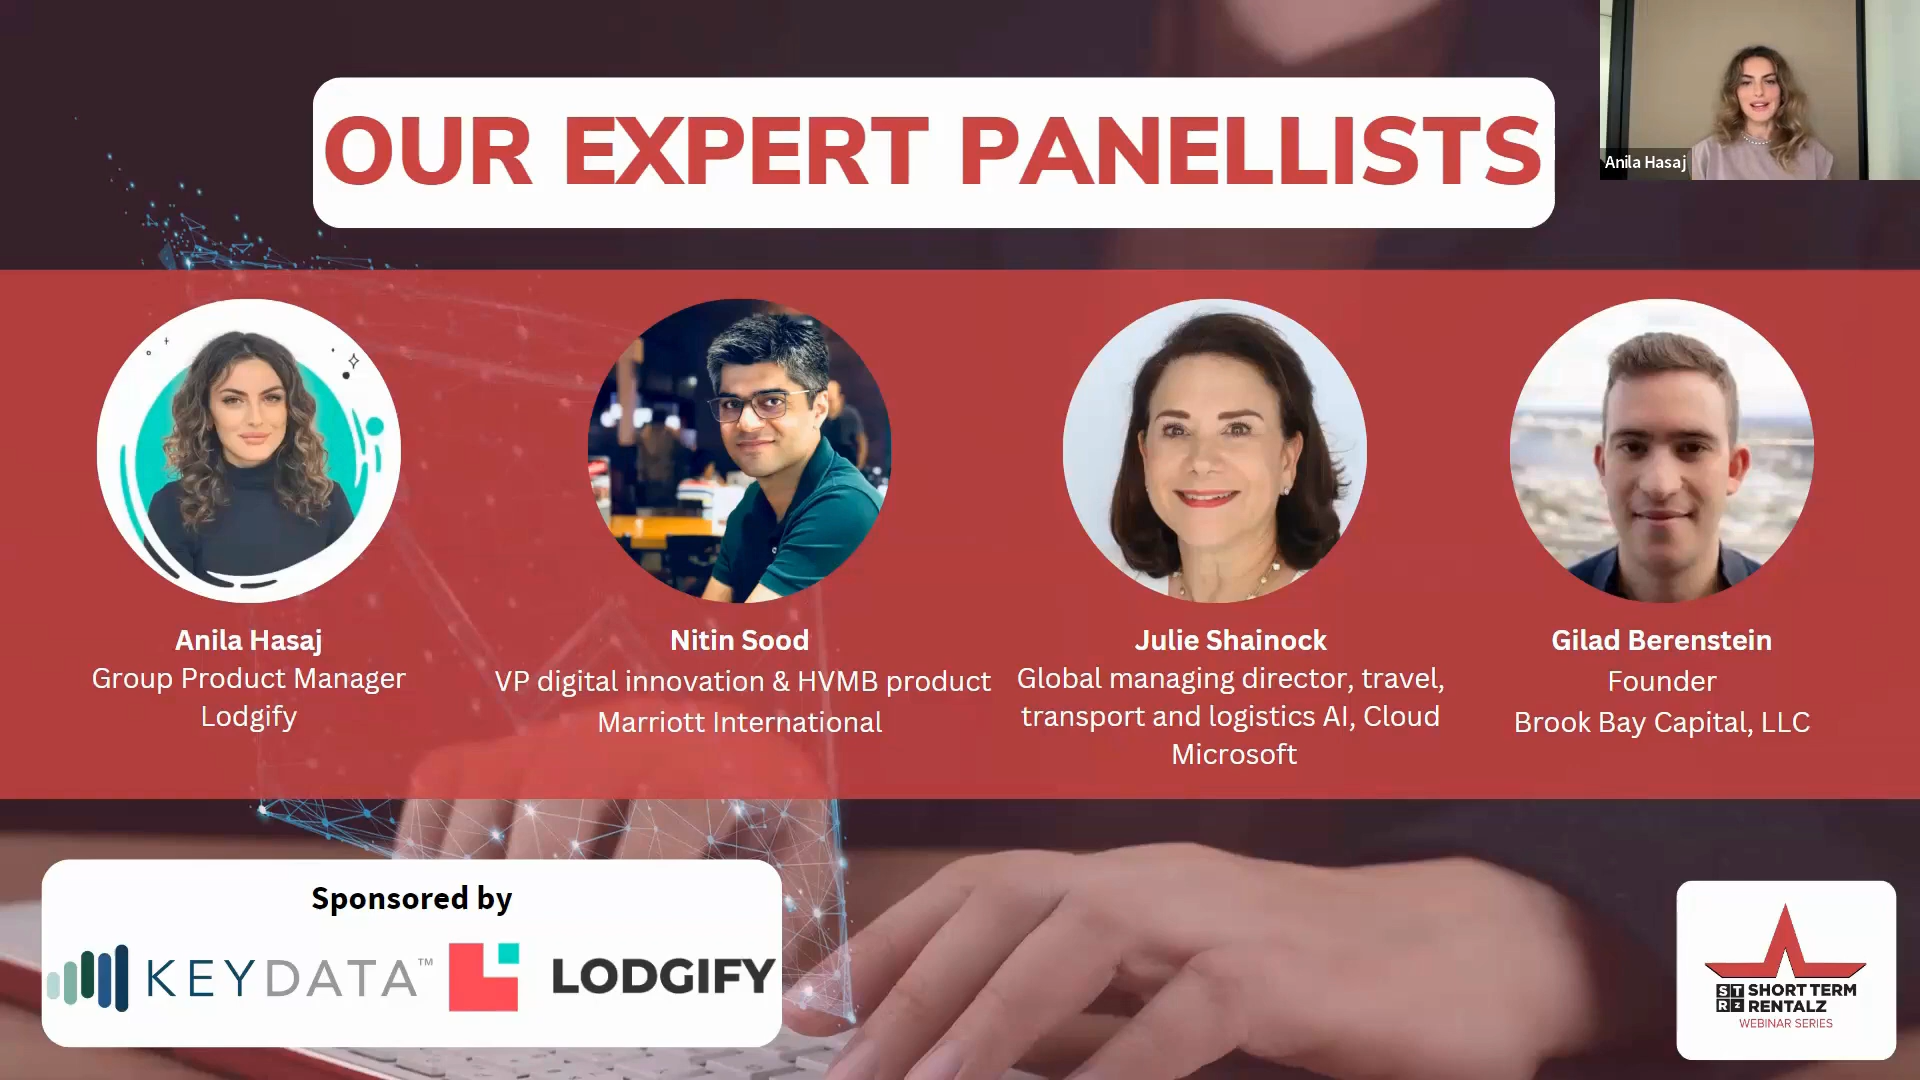 OUR EXPERT PANELLISTS
Anila Hasaj
Anila Hasaj
Group Product Manager
Lodgify
Nitin Sood
VP digital innovation & HVMB product
Marriott International
Julie Shainock
Global managing director, travel,
transport and logistics AI, Cloud
Microsoft
Gilad Berenstein
Founder
Brook Bay Capital, LLC
Sponsored by
KEYDATA™
LODGIFY
STRZ SHORT TERM
RENTALZ
WEBINAR SERIES